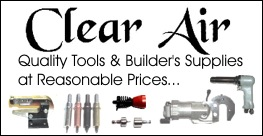 Clear Air
Quality Tools & Builder's Supplies
at Reasonable Prices...